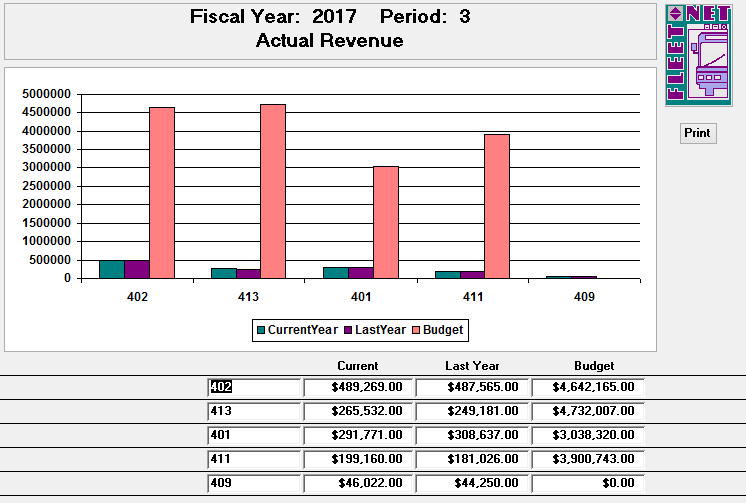 Fiscal Year: 2017 Period: 3
Actual Revenue
FLEET NET
Print
5000000
4500000
4000000
3500000
3000000
2500000
2000000
1500000
1000000
500000
0
402 413 401 411 409
CurrentYear LastYear Budget
Current Last Year Budget
402 $489,269.00 $487,565.00 $4,642,165.00
413 $265,532.00 $249,181.00 $4,732,007.00
401 $291,771.00 $308,637.00 $3,038,320.00
411 $199,160.00 $181,026.00 $3,900,743.00
409 $46,022.00 $44,250.00 $0.00